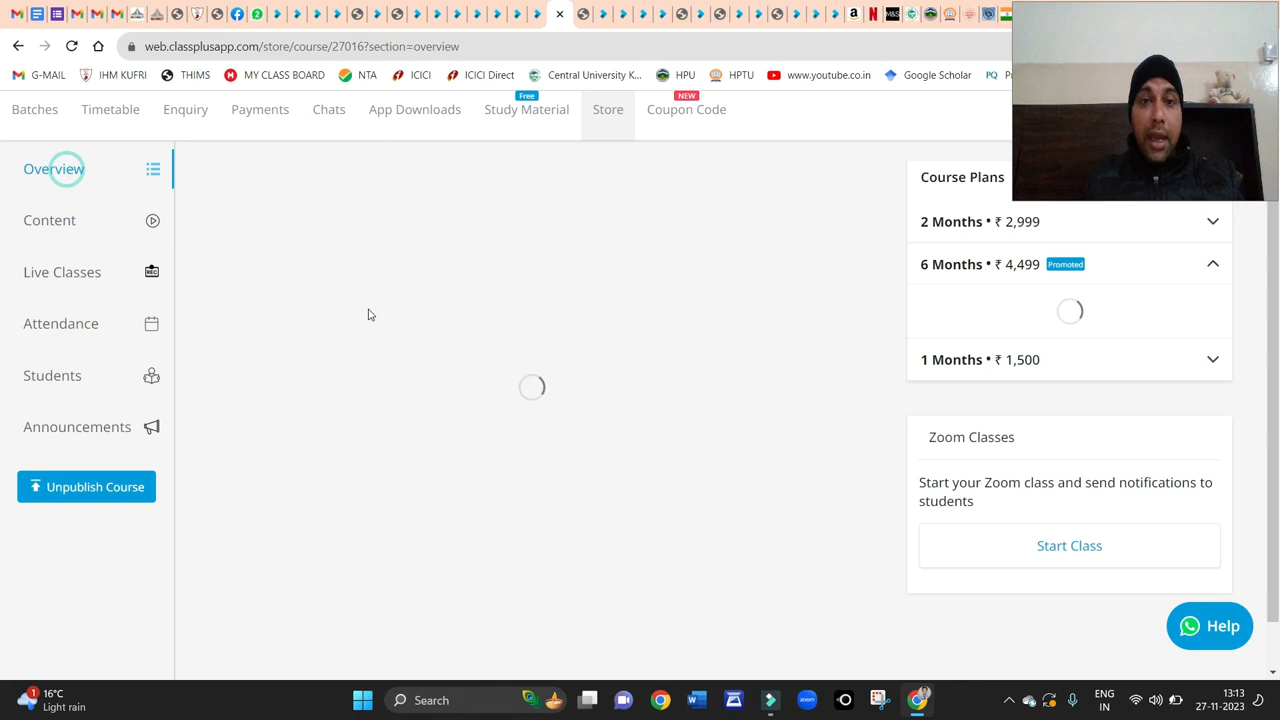 web.classplusapp.com/store/course/27016?section=overview
G-MAIL
IHM KUFRI
THIMS
MY CLASS BOARD
NTA
ICICI
ICICI Direct
Central University K...
HPU
HPTU
www.youtube.co.in
Google Scholar
PQ
Batches
Timetable
Enquiry
Payments
Chats
App Downloads
Free
Study Material
Store
NEW
Coupon Code
Overview
Content
Live Classes
REC
Attendance
Students
Announcements
Unpublish Course
Course Plans
2 Months • ₹ 2,999
6 Months • ₹ 4,499 Promoted
1 Months • ₹ 1,500
Zoom Classes
Start your Zoom class and send notifications to
students
Start Class
Help
1
16°C
Light rain
Search
zoom
ENG
IN
13:13
27-11-2023